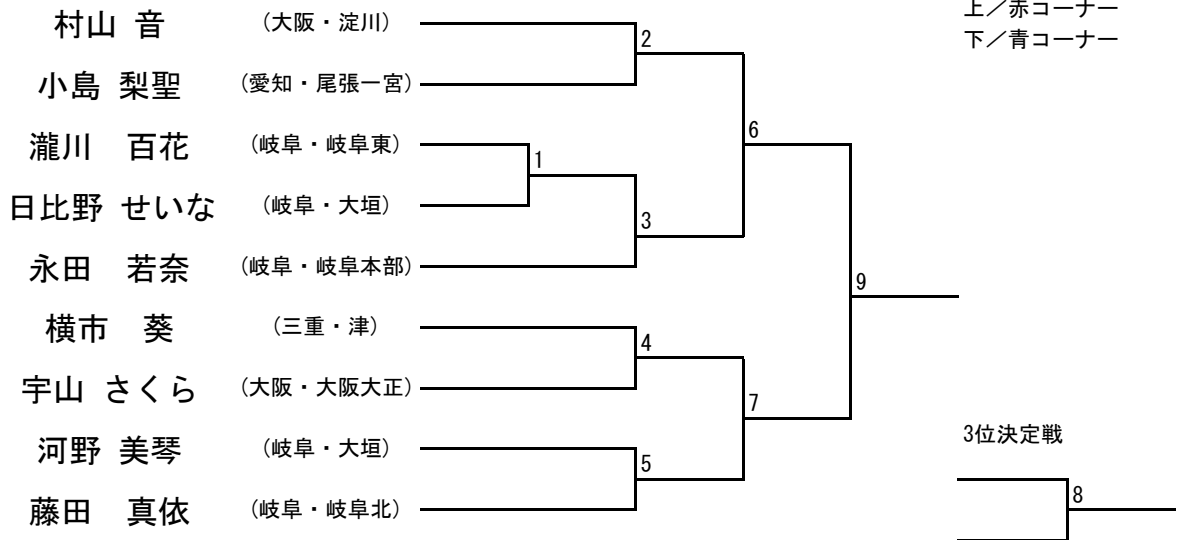 上／赤コーナー
村山 音 (大阪・淀川)
2
下／青コーナー
小島 梨聖 (愛知・尾張一宮)
6
瀧川 百花 (岐阜・岐阜東)
1
日比野 せいな (岐阜・大垣)
3
永田 若奈 (岐阜・岐阜本部)
9
横市 葵 (三重・津)
4
宇山 さくら (大阪・大阪大正)
7
3位決定戦
河野 美琴 (岐阜・大垣)
5
8
藤田 真依 (岐阜・岐阜北)